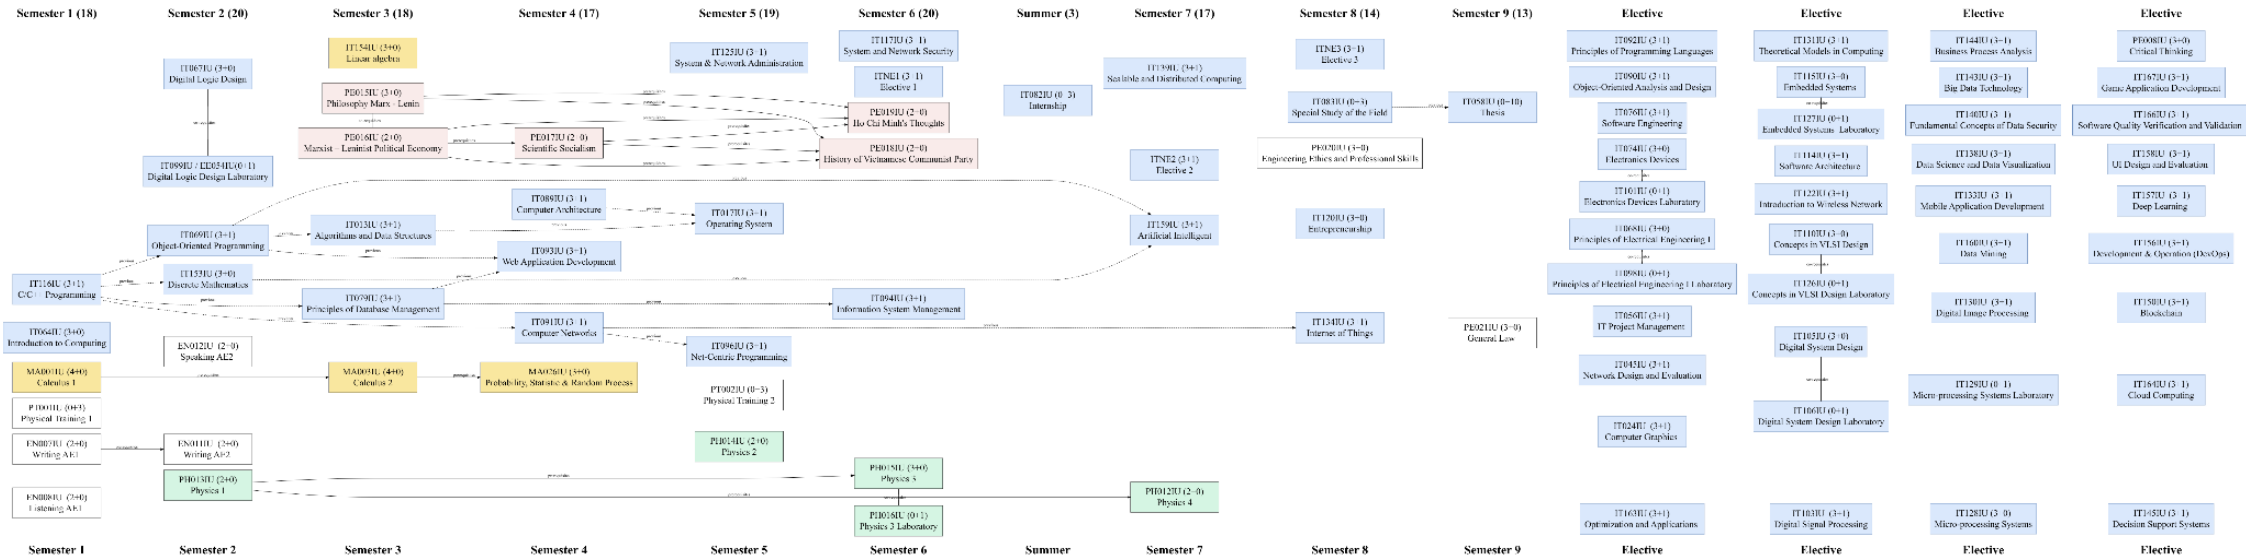 Semester 1 (18)
Semester 2 (20)
Semester 3 (18)
Semester 4 (17)
Semester 5 (19)
Semester 6 (20)
Summer (3)
Semester 7 (17)
Semester 8 (14)
Semester 9 (13)
Elective
Elective
Elective
Elective
IT116IU (3+1)
C/C++ Programming
IT064IU (3+0)
Introduction to Computing
MA001IU (4+0)
Calculus 1
PT001IU (0+3)
Physical Training 1
EN007IU (2+0)
Writing AE1
EN008IU (2+0)
Listening AE1
IT067IU (3+0)
Digital Logic Design
IT099IU / EE054IU(0+1)
Digital Logic Design Laboratory
IT069IU (3+1)
Object-Oriented Programming
IT153IU (3+0)
Discrete Mathematics
EN012IU (2+0)
Speaking AE2
EN011IU (2+0)
Writing AE2
PH013IU (2+0)
Physics 1
IT154IU (3+0)
Linear algebra
PE015IU (3+0)
Philosophy Marx - Lenin
PE016IU (2+0)
Marxist – Leninist Political Economy
IT013IU (3+1)
Algorithms and Data Structures
IT079IU (3+1)
Principles of Database Management
MA003IU (4+0)
Calculus 2
PE017IU (2+0)
Scientific Socialism
IT089IU (3+1)
Computer Architecture
IT093IU (3+1)
Web Application Development
IT091IU (3+1)
Computer Networks
MA026IU (3+0)
Probability, Statistic & Random Process
IT125IU (3+1)
System & Network Administration
IT017IU (3+1)
Operating System
IT096IU (3+1)
Net-Centric Programming
PT002IU (0+3)
Physical Training 2
PH014IU (2+0)
Physics 2
IT117IU (3+1)
System and Network Security
ITNE1 (3+1)
Elective 1
PE019IU (2+0)
Ho Chi Minh's Thoughts
PE018IU (2+0)
History of Vietnamese Communist Party
IT094IU (3+1)
Information System Management
PH015IU (3+0)
Physics 3
PH016IU (0+1)
Physics 3 Laboratory
IT082IU (0+3)
Internship
IT139IU (3+1)
Scalable and Distributed Computing
ITNE2 (3+1)
Elective 2
IT159IU (3+1)
Artificial Intelligent
PH012IU (2+0)
Physics 4
ITNE3 (3+1)
Elective 3
IT083IU (0+3)
Special Study of the Field
PE020IU (3+0)
Engineering Ethics and Professional Skills
IT120IU (3+0)
Entrepreneurship
IT134IU (3+1)
Internet of Things
IT058IU (0+10)
Thesis
PE021IU (3+0)
General Law
IT092IU (3+1)
Principles of Programming Languages
IT090IU (3+1)
Object-Oriented Analysis and Design
IT076IU (3+1)
Software Engineering
IT074IU (3+0)
Electronics Devices
IT101IU (0+1)
Electronics Devices Laboratory
IT068IU (3+0)
Principles of Electrical Engineering I
IT098IU (0+1)
Principles of Electrical Engineering I Laboratory
IT056IU (3+1)
IT Project Management
IT045IU (3+1)
Network Design and Evaluation
IT024IU (3+1)
Computer Graphics
IT163IU (3+1)
Optimization and Applications
IT131IU (3+1)
Theoretical Models in Computing
IT115IU (3+0)
Embedded Systems
IT127IU (0+1)
Embedded Systems Laboratory
IT114IU (3+1)
Software Architecture
IT122IU (3+1)
Introduction to Wireless Network
IT110IU (3+0)
Concepts in VLSI Design
IT126IU (0+1)
Concepts in VLSI Design Laboratory
IT105IU (3+0)
Digital System Design
IT106IU (0+1)
Digital System Design Laboratory
IT103IU (3+1)
Digital Signal Processing
IT144IU (3+1)
Business Process Analysis
IT143IU (3+1)
Big Data Technology
IT140IU (3+1)
Fundamental Concepts of Data Security
IT138IU (3+1)
Data Science and Data Visualization
IT133IU (3+1)
Mobile Application Development
IT160IU (3+1)
Data Mining
IT130IU (3+1)
Digital Image Processing
IT129IU (0+1)
Micro-processing Systems Laboratory
IT128IU (3+0)
Micro-processing Systems
PE008IU (3+0)
Critical Thinking
IT167IU (3+1)
Game Application Development
IT166IU (3+1)
Software Quality Verification and Validation
IT158IU (3+1)
UI Design and Evaluation
IT157IU (3+1)
Deep Learning
IT156IU (3+1)
Development & Operation (DevOps)
IT150IU (3+1)
Blockchain
IT164IU (3+1)
Cloud Computing
IT145IU (3+1)
Decision Support Systems
Semester 1
Semester 2
Semester 3
Semester 4
Semester 5
Semester 6
Summer
Semester 7
Semester 8
Semester 9
Elective
Elective
Elective
Elective